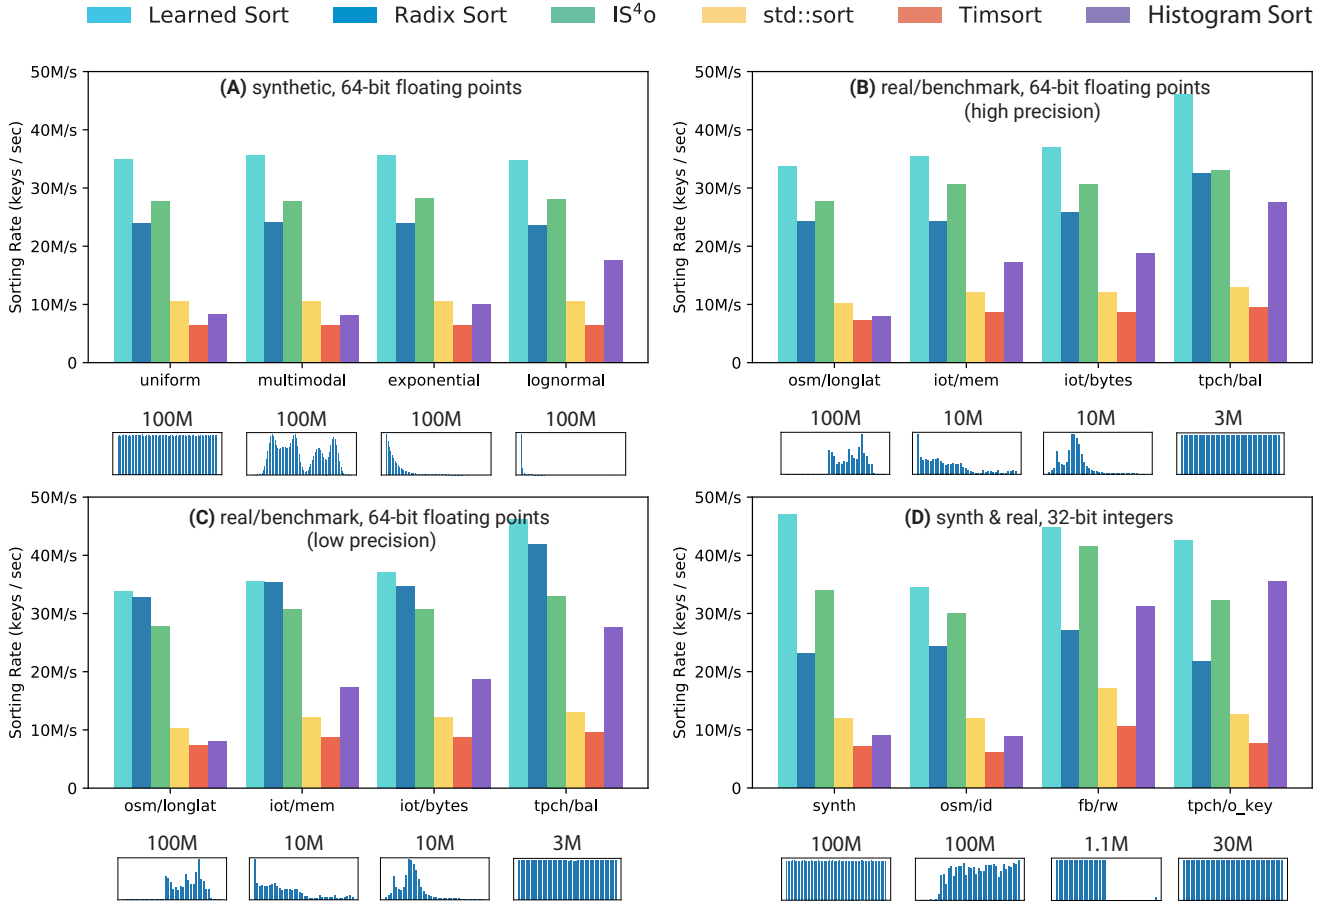 Learned Sort Radix Sort IS⁴o std::sort Timsort Histogram Sort
(A) synthetic, 64-bit floating points
50M/s
40M/s
30M/s
20M/s
10M/s
0
Sorting Rate (keys / sec)
uniform multimodal exponential lognormal
100M 100M 100M 100M
(B) real/benchmark, 64-bit floating points
(high precision)
50M/s
40M/s
30M/s
20M/s
10M/s
0
Sorting Rate (keys / sec)
osm/longlat iot/mem iot/bytes tpch/bal
100M 10M 10M 3M
(C) real/benchmark, 64-bit floating points
(low precision)
50M/s
40M/s
30M/s
20M/s
10M/s
0
Sorting Rate (keys / sec)
osm/longlat iot/mem iot/bytes tpch/bal
100M 10M 10M 3M
(D) synth & real, 32-bit integers
50M/s
40M/s
30M/s
20M/s
10M/s
0
Sorting Rate (keys / sec)
synth osm/id fb/rw tpch/o_key
100M 100M 1.1M 30M